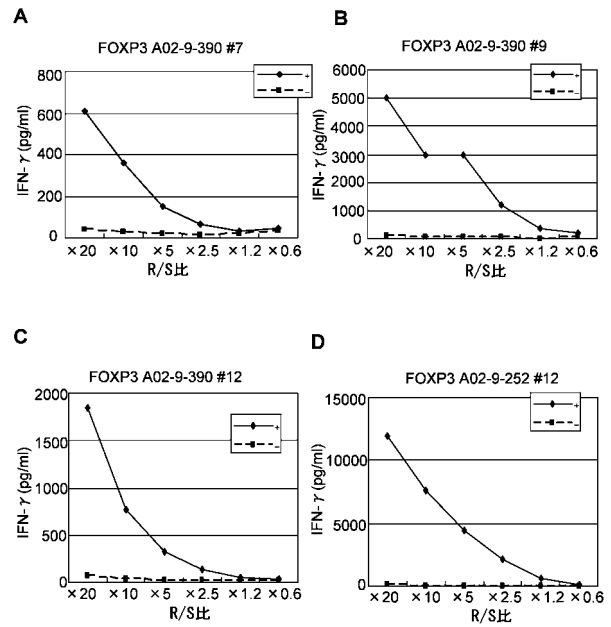 A
FOXP3 A02-9-390 #7
800
600
400
200
0
IFN-γ (pg/ml)
+
−
×20 ×10 ×5 ×2.5 ×1.2 ×0.6
R/S比
B
FOXP3 A02-9-390 #9
6000
5000
4000
3000
2000
1000
0
IFN-γ (pg/ml)
+
−
×20 ×10 ×5 ×2.5 ×1.2 ×0.6
R/S比
C
FOXP3 A02-9-390 #12
2000
1500
1000
500
0
IFN-γ (pg/ml)
+
−
×20 ×10 ×5 ×2.5 ×1.2 ×0.6
R/S比
D
FOXP3 A02-9-252 #12
15000
10000
5000
0
IFN-γ (pg/ml)
+
−
×20 ×10 ×5 ×2.5 ×1.2 ×0.6
R/S比